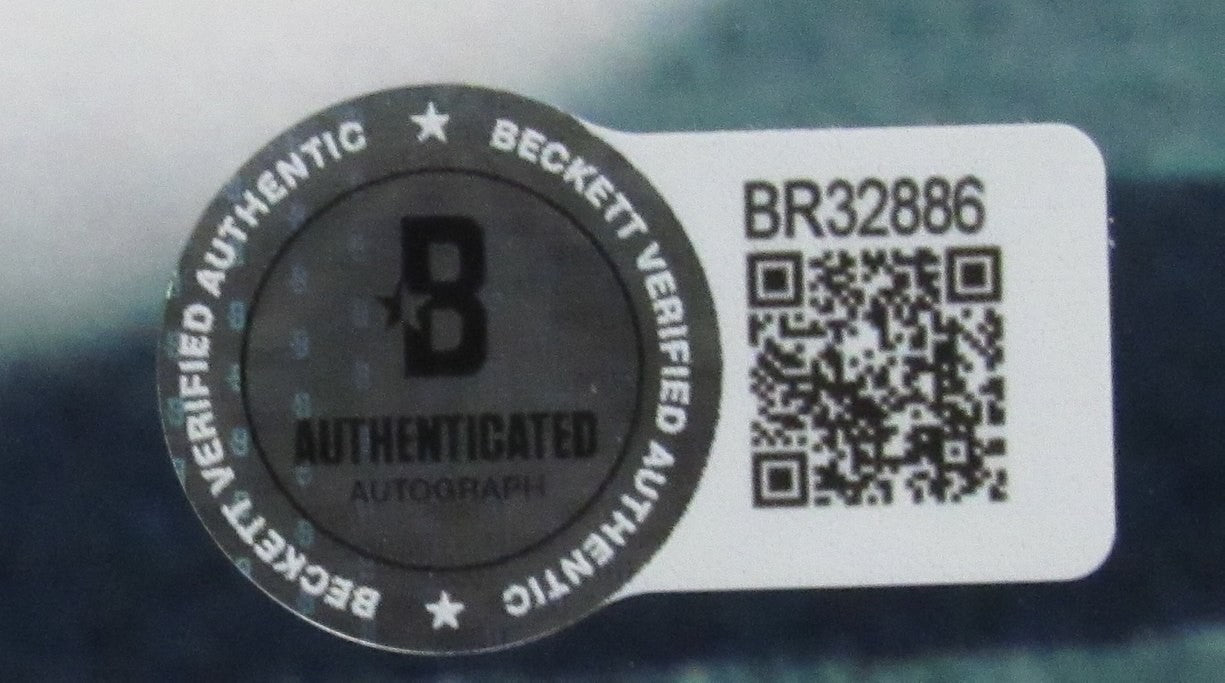 BECKETT VERIFIED AUTHENTIC
BECKETT VERIFIED AUTHENTIC
B
AUTHENTICATED
AUTOGRAPH
BR32886